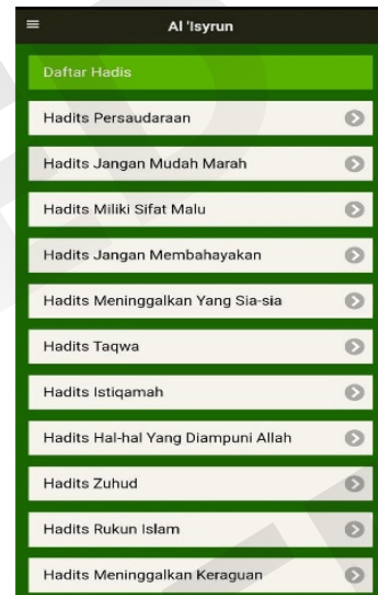 Al 'Isyrun
Daftar Hadis
Hadits Persaudaraan
Hadits Jangan Mudah Marah
Hadits Miliki Sifat Malu
Hadits Jangan Membahayakan
Hadits Meninggalkan Yang Sia-sia
Hadits Taqwa
Hadits Istiqamah
Hadits Hal-hal Yang Diampuni Allah
Hadits Zuhud
Hadits Rukun Islam
Hadits Meninggalkan Keraguan